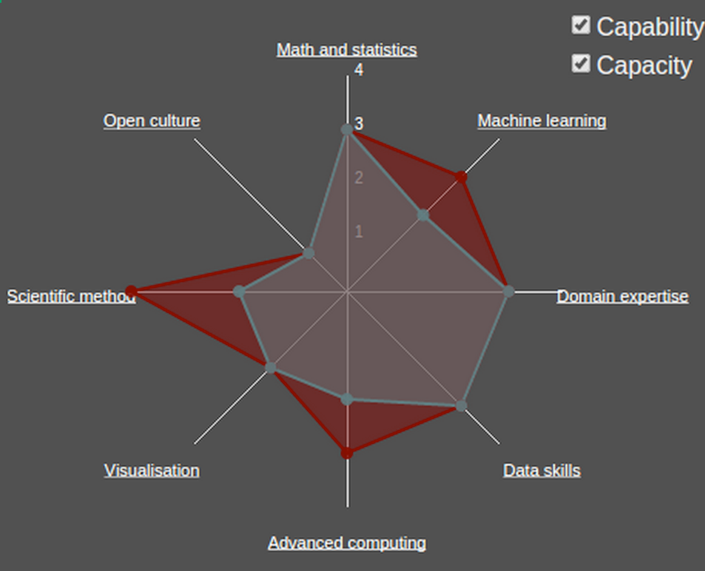 Capability
Capacity
Math and statistics
4
Open culture
Machine learning
3
2
1
Scientific method
Domain expertise
Visualisation
Data skills
Advanced computing